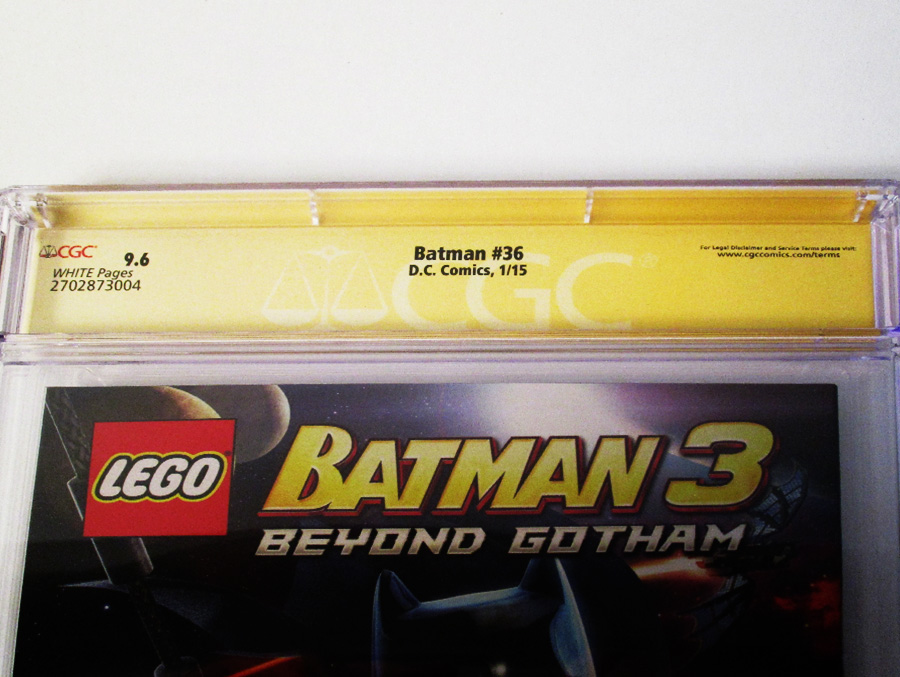 CGC
9.6
WHITE Pages
2702873004
Batman #36
D.C. Comics, 1/15
For Legal Disclaimer and Service Terms please visit:
www.cgccomics.com/terms
CGC®
LEGO
BATMAN 3
BEYOND GOTHAM